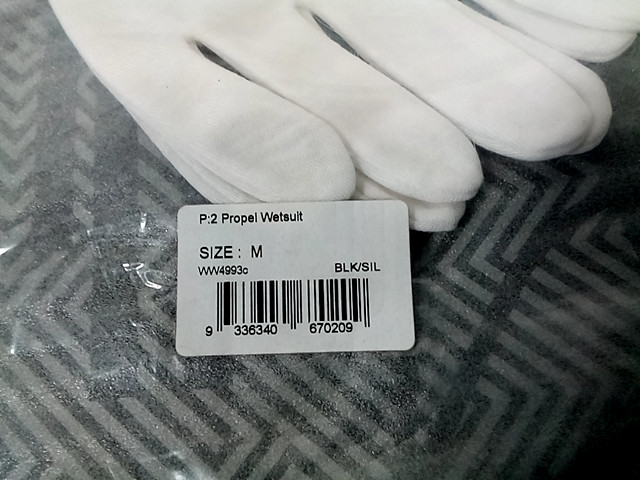 P:2 Propel Wetsuit
SIZE : M
WW4993c BLK/SIL
9 336340 670209